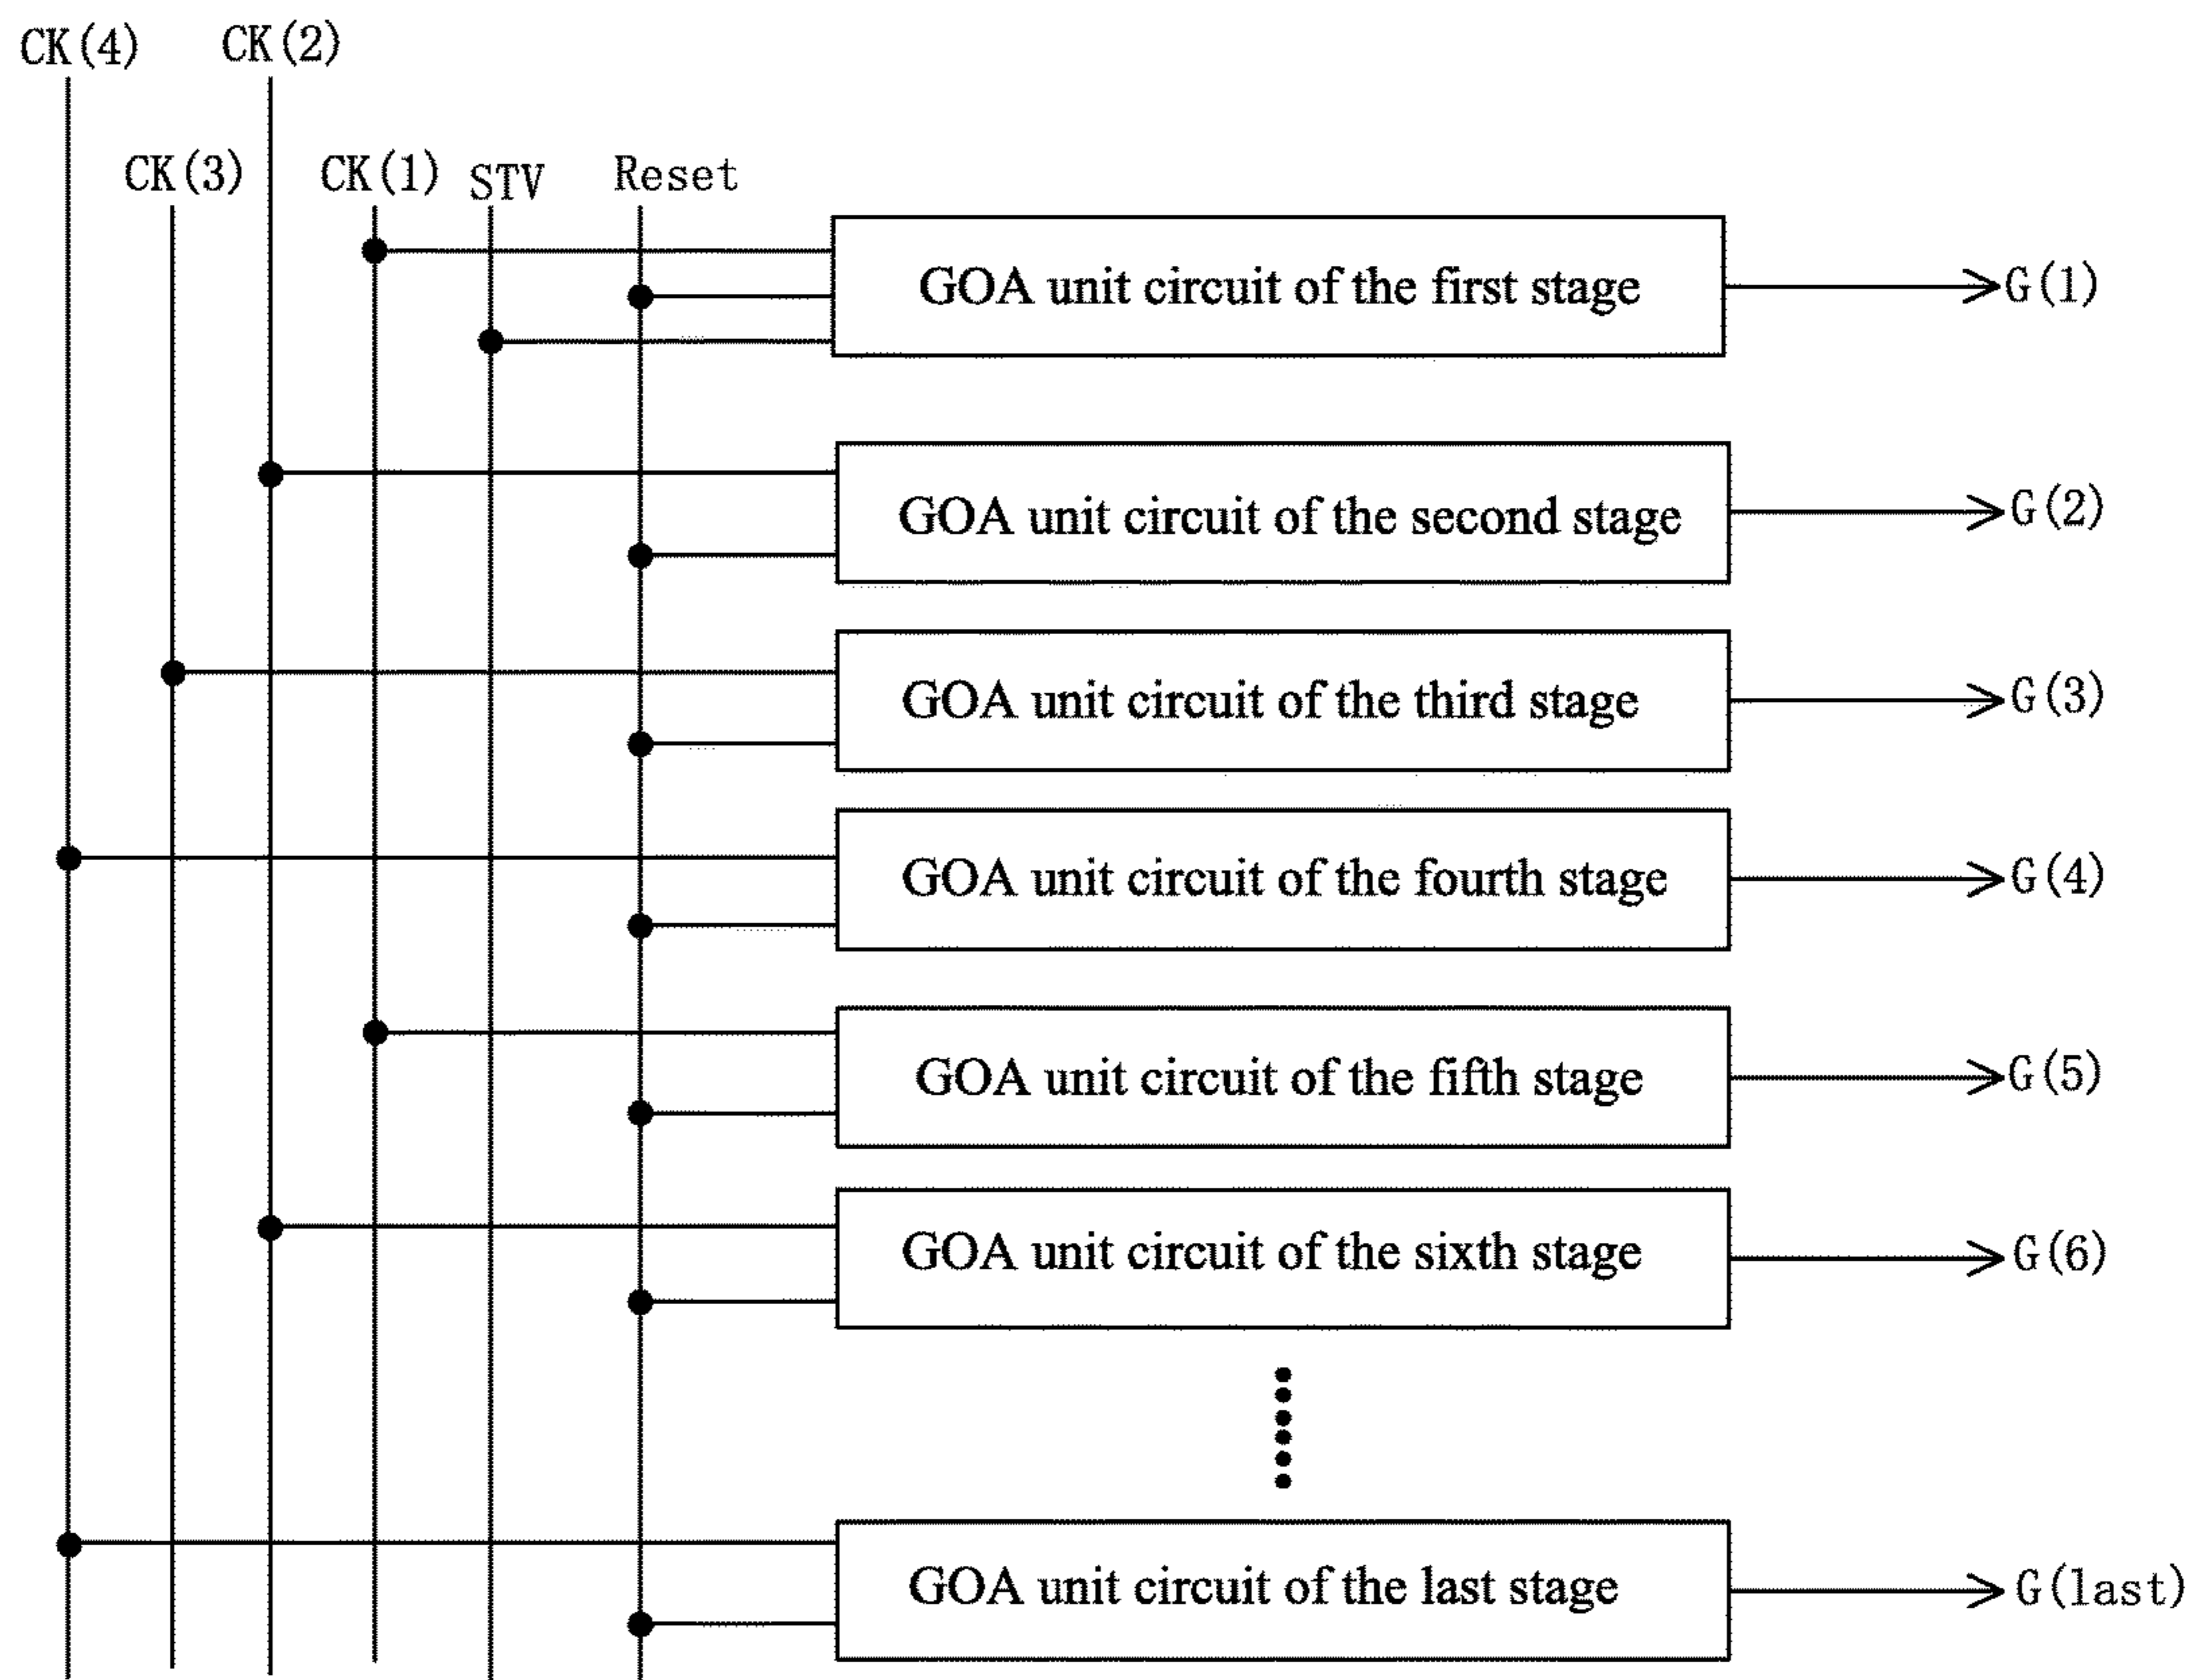 CK(4)
CK(2)
CK(3)
CK(1)
STV
Reset
GOA unit circuit of the first stage
G(1)
GOA unit circuit of the second stage
G(2)
GOA unit circuit of the third stage
G(3)
GOA unit circuit of the fourth stage
G(4)
GOA unit circuit of the fifth stage
G(5)
GOA unit circuit of the sixth stage
G(6)
GOA unit circuit of the last stage
G(last)